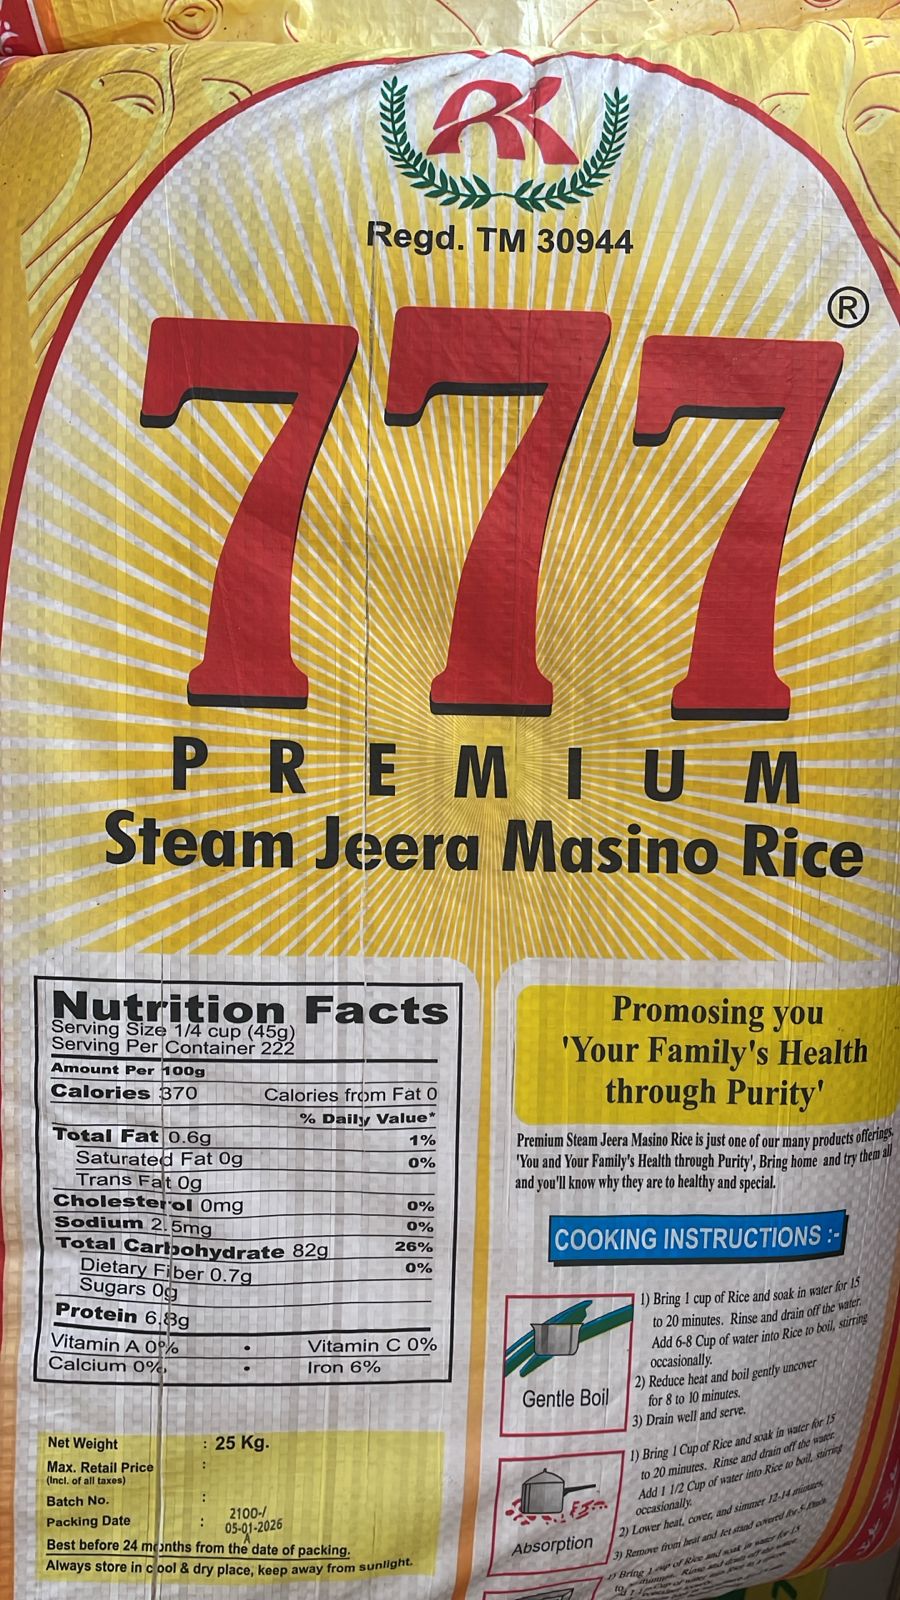 RK
Regd. TM 30944
777 ®
PREMIUM
Steam Jeera Masino Rice
Nutrition Facts
Serving Size 1/4 cup (45g)
Serving Per Container 222
Amount Per 100g
Calories 370 Calories from Fat 0
% Daily Value*
Total Fat 0.6g 1%
Saturated Fat 0g 0%
Trans Fat 0g
Cholesterol 0mg 0%
Sodium 2.5mg 0%
Total Carbohydrate 82g 26%
Dietary Fiber 0.7g 0%
Sugars 0g
Protein 6.8g
Vitamin A 0% • Vitamin C 0%
Calcium 0% • Iron 6%
Net Weight : 25 Kg.
Max. Retail Price :
(Incl. of all taxes)
Batch No. :
2100-/
Packing Date : 05-01-2026
A
Best before 24 months from the date of packing.
Always store in cool & dry place, keep away from sunlight.
Promosing you
'Your Family's Health
through Purity'
Premium Steam Jeera Masino Rice is just one of our many products offerings.
'You and Your Family's Health through Purity', Bring home and try them all
and you'll know why they are to healthy and special.
COOKING INSTRUCTIONS :-
Gentle Boil
1) Bring 1 cup of Rice and soak in water for 15
to 20 minutes. Rinse and drain off the water.
Add 6-8 Cup of water into Rice to boil, stirring
occasionally.
2) Reduce heat and boil gently uncover
for 8 to 10 minutes.
3) Drain well and serve.
Absorption
1) Bring 1 Cup of Rice and soak in water for 15
to 20 minutes. Rinse and drain off the water.
Add 1 1/2 Cup of water into Rice to boil, stirring
occasionally.
2) Lower heat, cover, and simmer 12-14 minutes,
3) Remove from heat and let stand covered for 5
1) Bring 1 cup of Rice and soak in water for 15